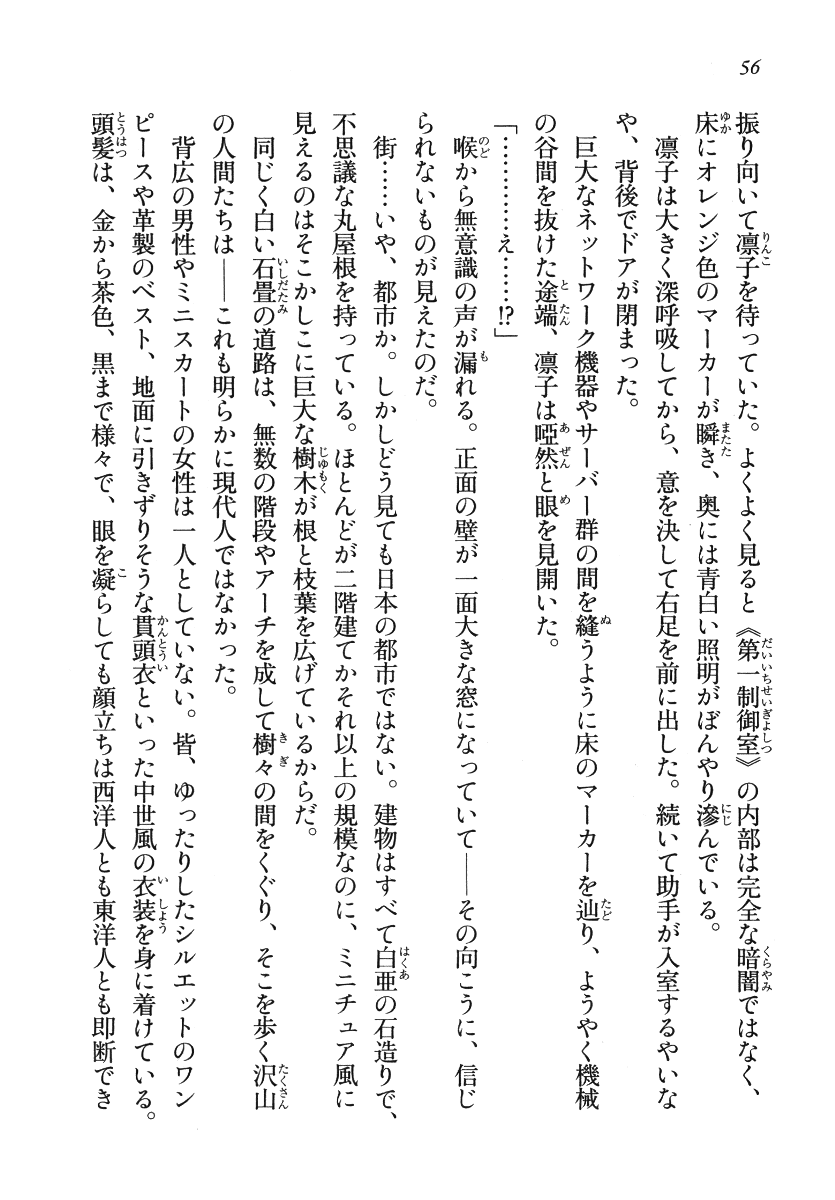 56
振り向いて凛子を待っていた。よくよく見ると《第一制御室》の内部は完全な暗闇ではなく、
床にオレンジ色のマーカーが瞬き、奥には青白い照明がぼんやり滲んでいる。
凛子は大きく深呼吸してから、意を決して右足を前に出した。続いて助手が入室するやいな
や、背後でドアが閉まった。
巨大なネットワーク機器やサーバー群の間を縫うように床のマーカーを辿り、ようやく機械
の谷間を抜けた途端、凛子は啞然と眼を見開いた。
「…………え……!?」
喉から無意識の声が漏れる。正面の壁が一面大きな窓になっていて――その向こうに、信じ
られないものが見えたのだ。
街……いや、都市か。しかしどう見ても日本の都市ではない。建物はすべて白亜の石造りで、
不思議な丸屋根を持っている。ほとんどが二階建てかそれ以上の規模なのに、ミニチュア風に
見えるのはそこかしこに巨大な樹木が根と枝葉を広げているからだ。
同じく白い石畳の道路は、無数の階段やアーチを成して樹々の間をくぐり、そこを歩く沢山
の人間たちは――これも明らかに現代人ではなかった。
背広の男性やミニスカートの女性は一人としていない。皆、ゆったりしたシルエットのワン
ピースや革製のベスト、地面に引きずりそうな貫頭衣といった中世風の衣装を身に着けている。
頭髪は、金から茶色、黒まで様々で、眼を凝らしても顔立ちは西洋人とも東洋人とも即断でき